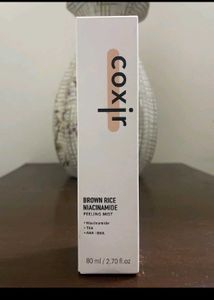 coxir
BROWN RICE
NIACINAMIDE
PEELING MIST
• Niacinamide
• TXA
• AHA · BHA
80 ml / 2.70 fl.oz